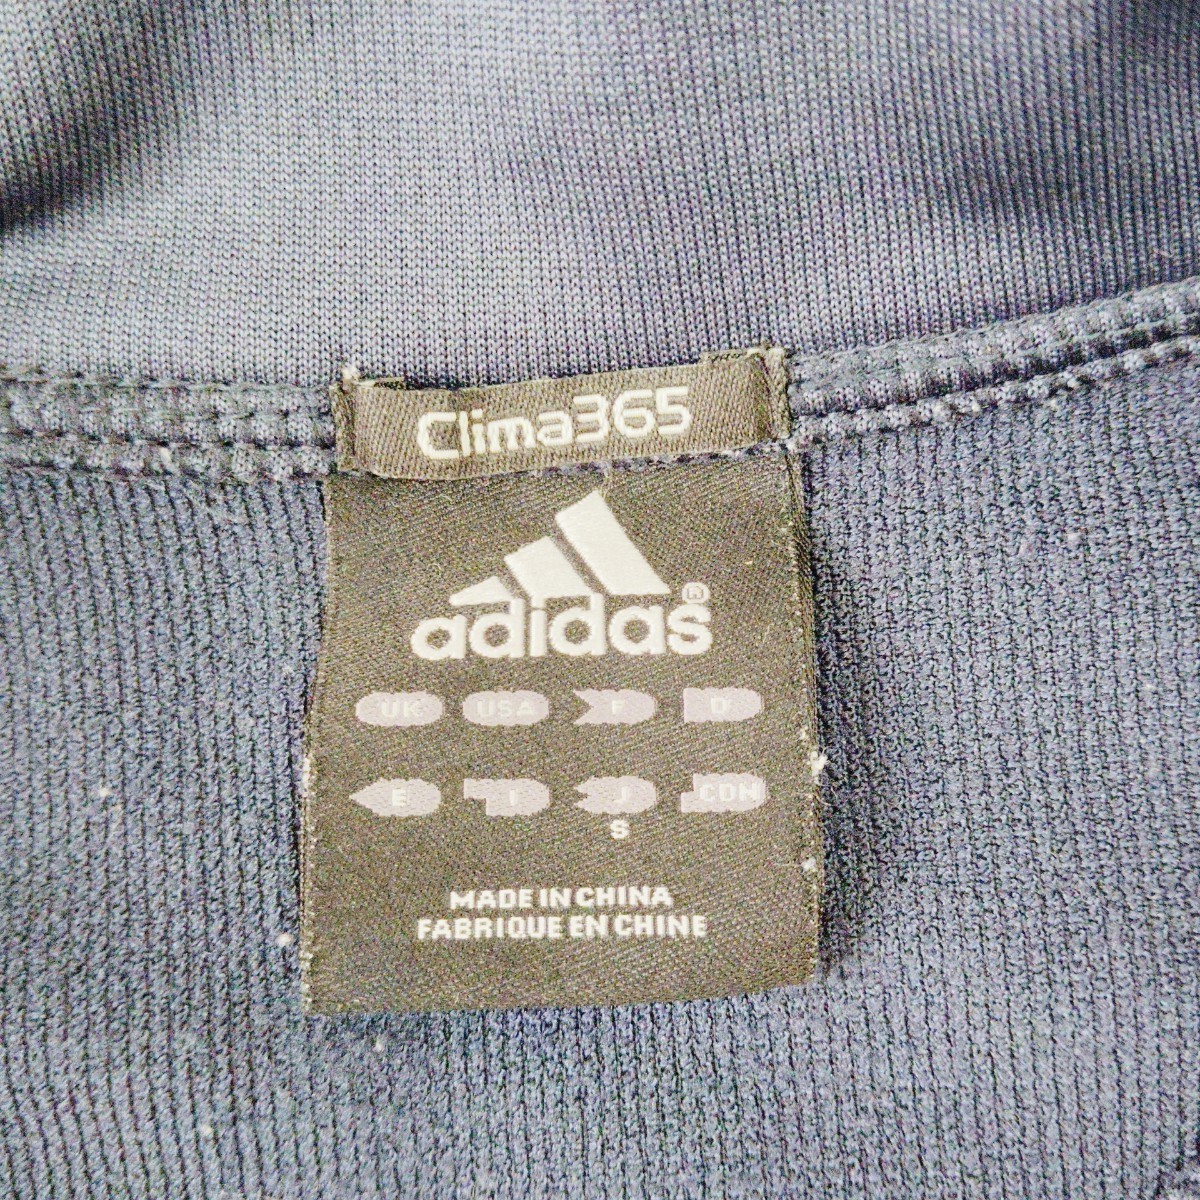 Clima365
adidas®
UK USA F D
E I J CDN
S
MADE IN CHINA
FABRIQUE EN CHINE